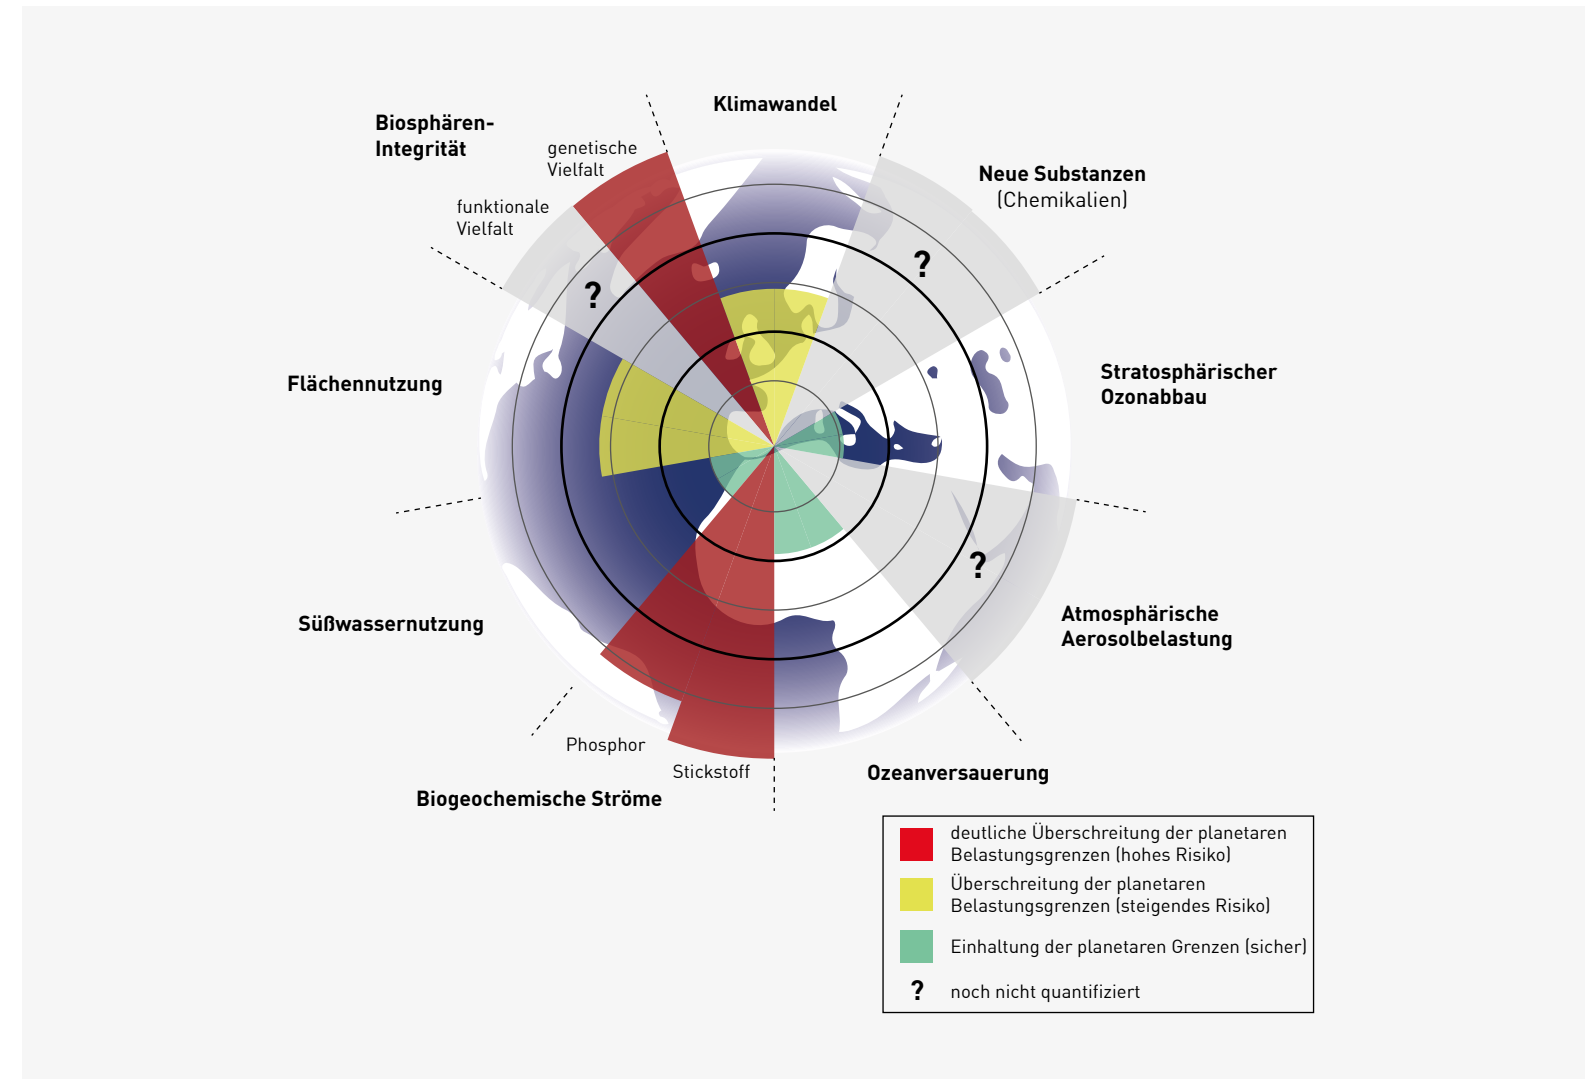 Klimawandel
Biosphären-
Integrität
genetische
Vielfalt
funktionale
Vielfalt
Neue Substanzen
(Chemikalien)
?
?
Flächennutzung
Stratosphärischer
Ozonabbau
?
Süßwassernutzung
Atmosphärische
Aerosolbelastung
Phosphor
Stickstoff
Biogeochemische Ströme
Ozeanversauerung
deutliche Überschreitung der planetaren
Belastungsgrenzen (hohes Risiko)
Überschreitung der planetaren
Belastungsgrenzen (steigendes Risiko)
Einhaltung der planetaren Grenzen (sicher)
? noch nicht quantifiziert